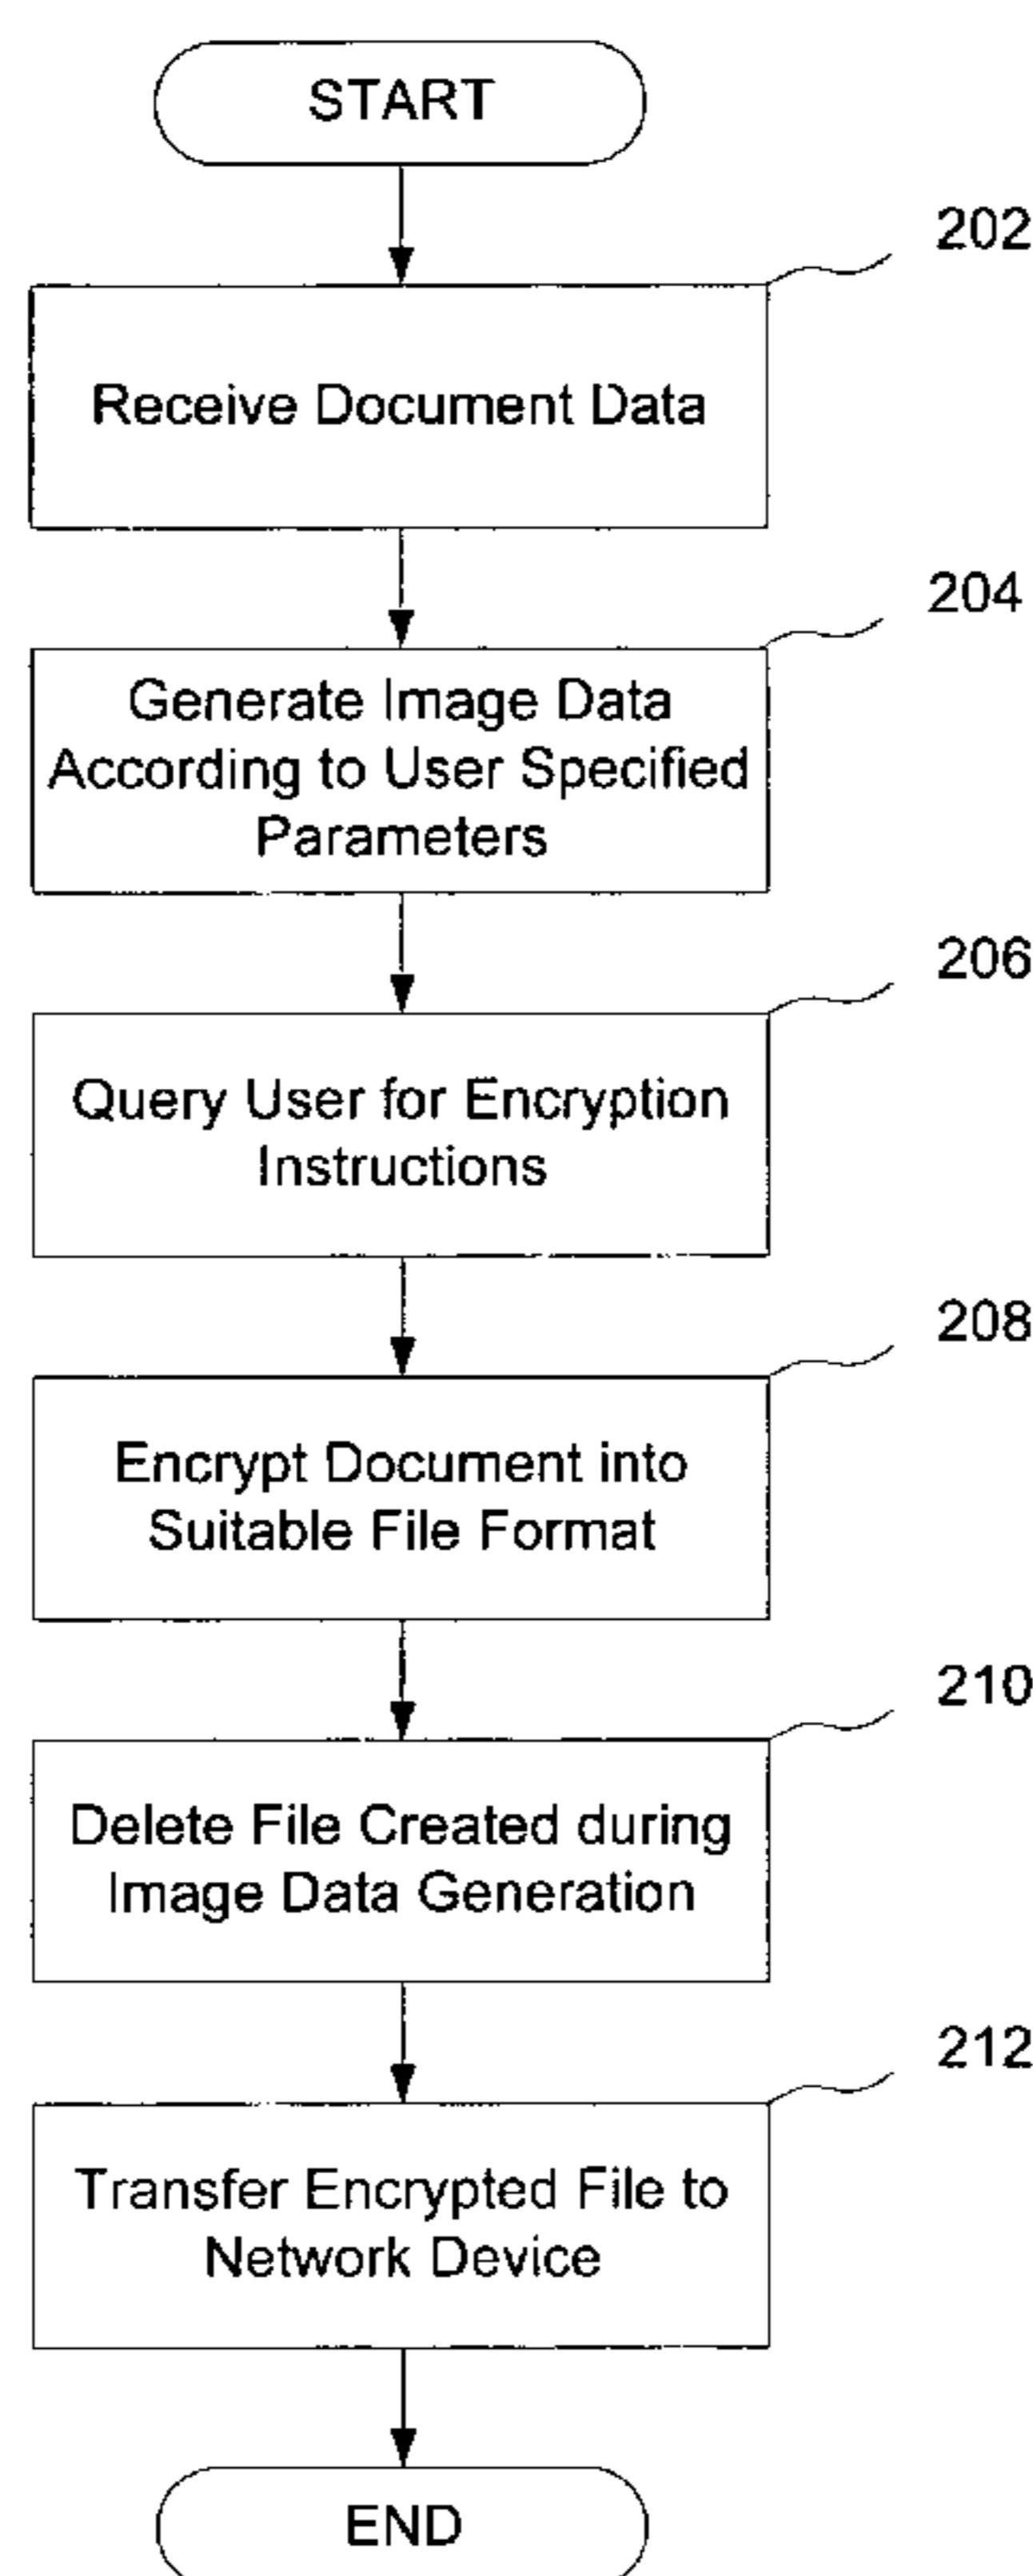 START
202
Receive Document Data
204
Generate Image Data
According to User Specified
Parameters
206
Query User for Encryption
Instructions
208
Encrypt Document into
Suitable File Format
210
Delete File Created during
Image Data Generation
212
Transfer Encrypted File to
Network Device
END